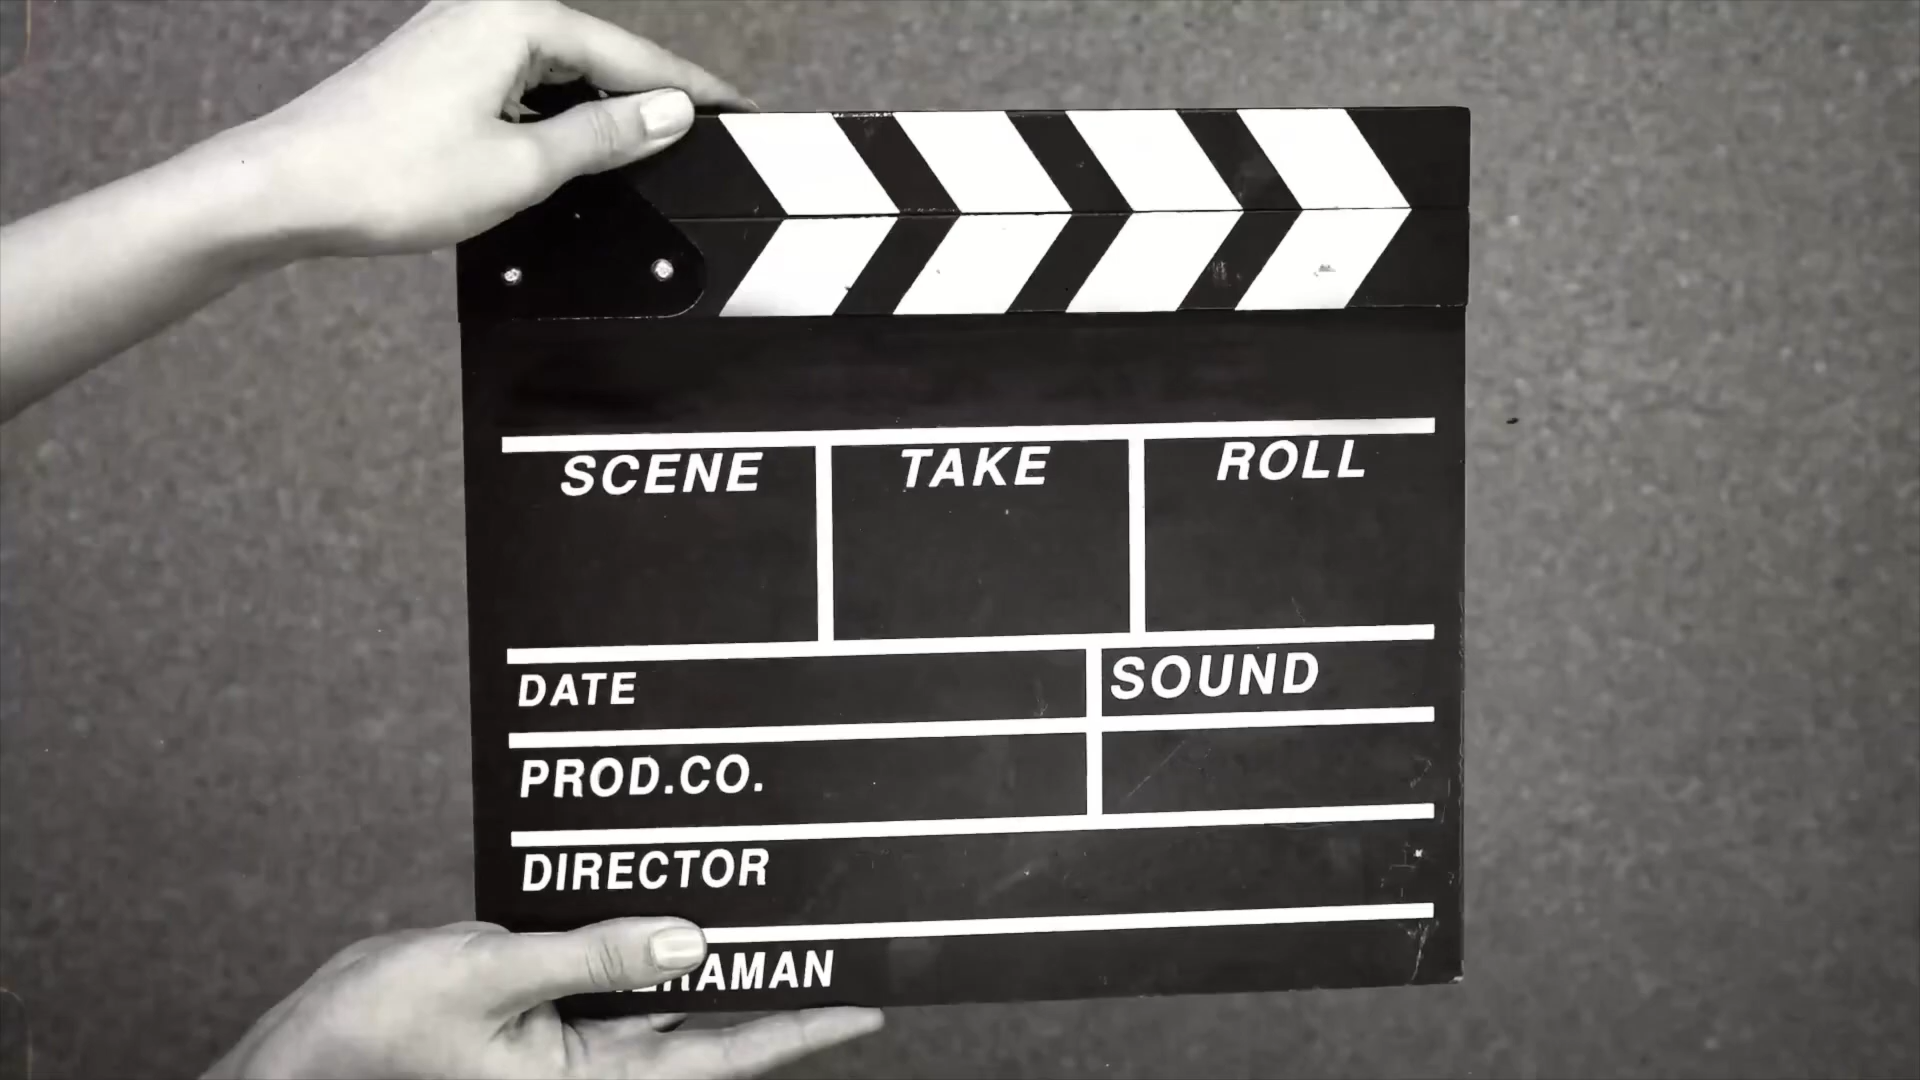 SCENE TAKE ROLL
DATE SOUND
PROD.CO.
DIRECTOR